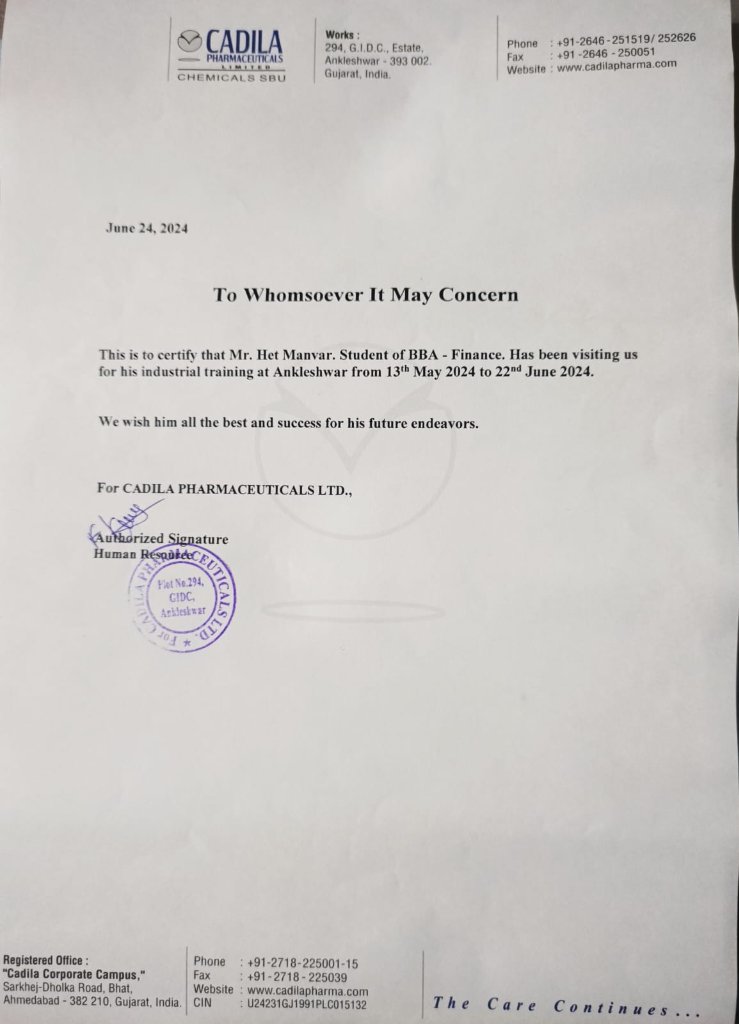 CADILA
PHARMACEUTICALS
LIMITED
CHEMICALS SBU
Works :
294, G.I.D.C., Estate,
Ankleshwar - 393 002.
Gujarat, India.
Phone : +91-2646 - 251519/ 252626
Fax : +91 -2646 - 250051
Website : www.cadilapharma.com
June 24, 2024
To Whomsoever It May Concern
This is to certify that Mr. Het Manvar. Student of BBA - Finance. Has been visiting us
for his industrial training at Ankleshwar from 13th May 2024 to 22nd June 2024.
We wish him all the best and success for his future endeavors.
For CADILA PHARMACEUTICALS LTD.,
Authorized Signature
Human Resource
For CADILA PHARMACEUTICALS LTD. ★
Plot No.294,
GIDC,
Ankleskwar
Registered Office :
"Cadila Corporate Campus,"
Sarkhej-Dholka Road, Bhat,
Ahmedabad - 382 210, Gujarat, India.
Phone : +91-2718-225001-15
Fax : +91-2718 - 225039
Website : www.cadilapharma.com
CIN : U24231GJ1991PLC015132
The Care Continues...